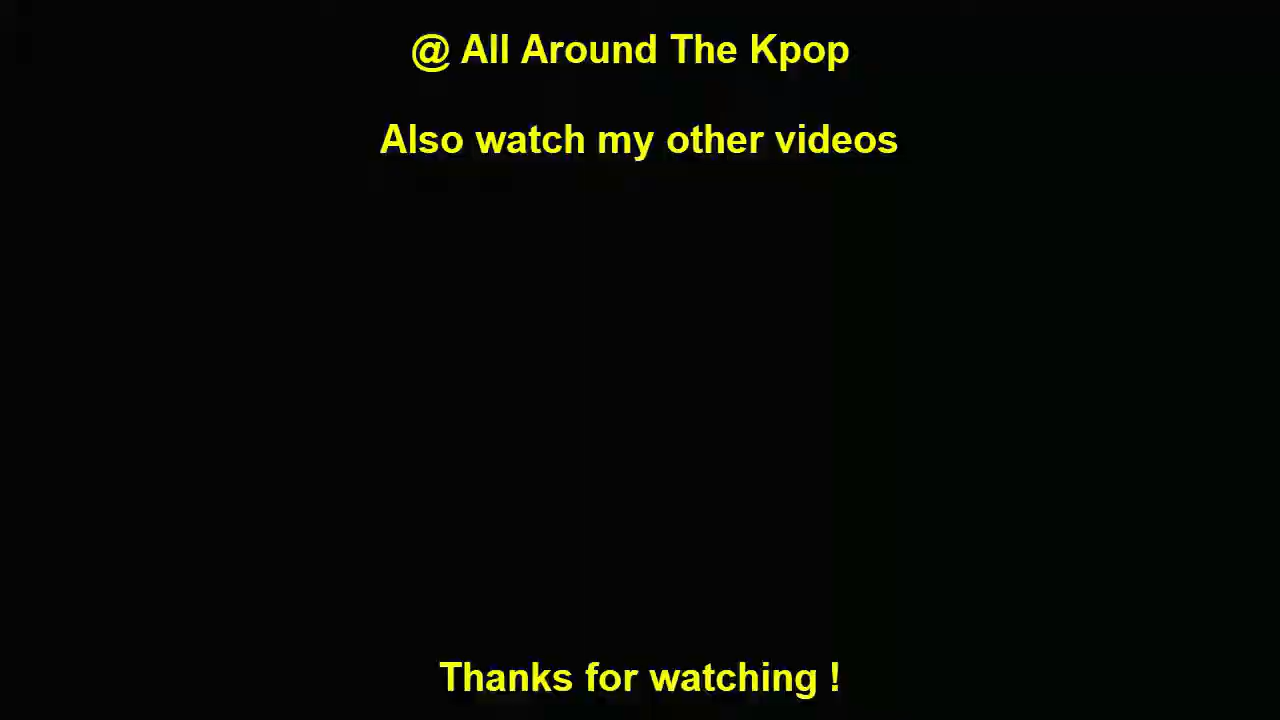 @ All Around The Kpop
Also watch my other videos
Thanks for watching !